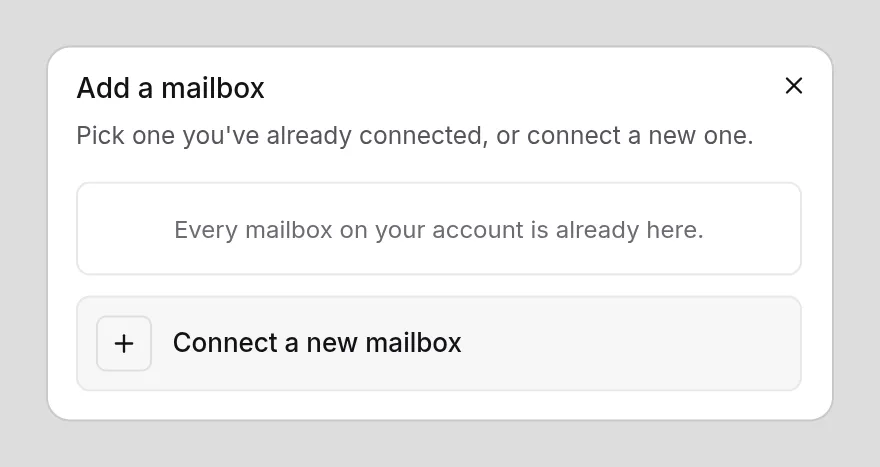 Add a mailbox
Pick one you've already connected, or connect a new one.
Every mailbox on your account is already here.
Connect a new mailbox